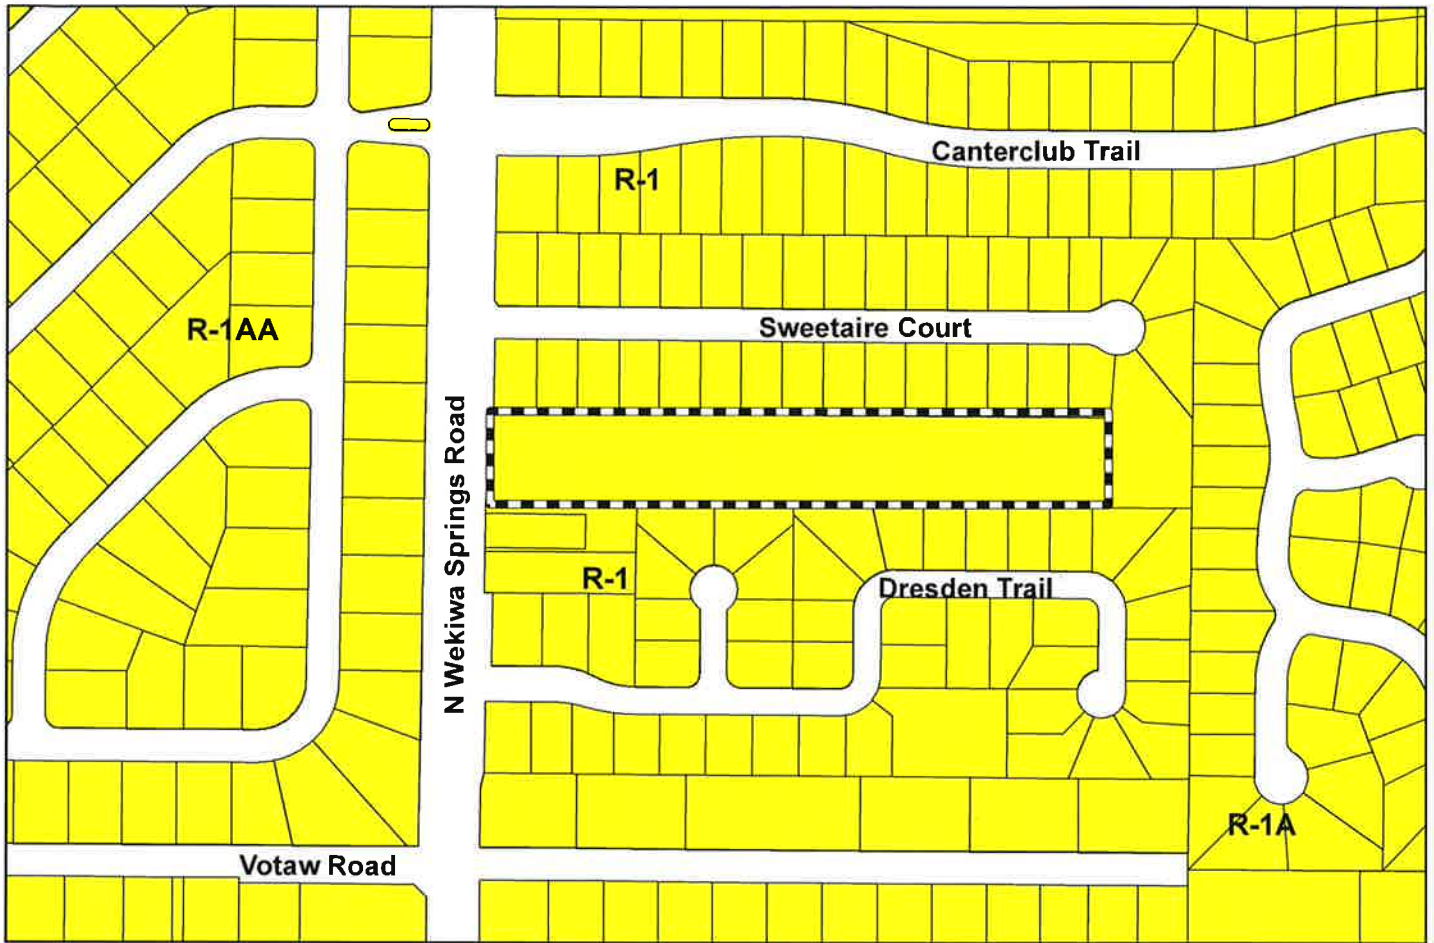 Canterclub Trail
R-1
R-1AA
Sweetaire Court
N Wekiwa Springs Road
R-1
Dresden Trail
R-1A
Votaw Road